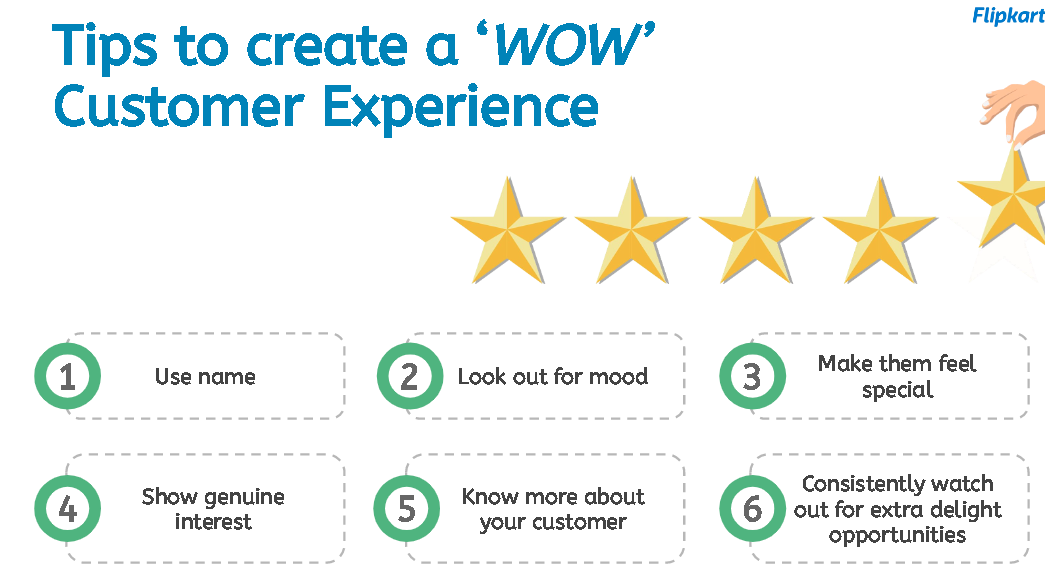 Flipkart
Tips to create a ‘WOW’
Customer Experience
1
Use name
2
Look out for mood
3
Make them feel
special
4
Show genuine
interest
5
Know more about
your customer
6
Consistently watch
out for extra delight
opportunities